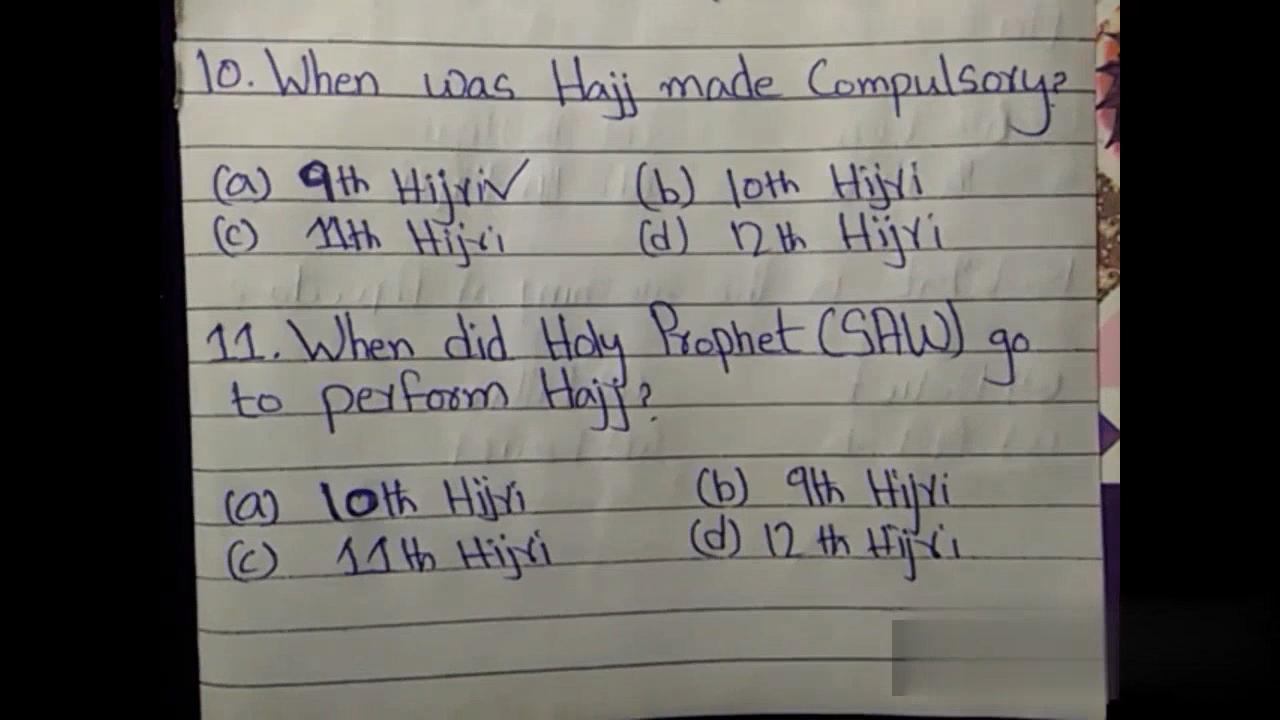 10. When was Hajj made Compulsory?
(a) 9th Hijri✓ (b) 10th Hijri
(c) 11th Hijri (d) 12th Hijri
11. When did Holy Prophet (SAW) go
to perform Hajj?
(a) 10th Hijri (b) 9th Hijri
(c) 11th Hijri (d) 12th Hijri